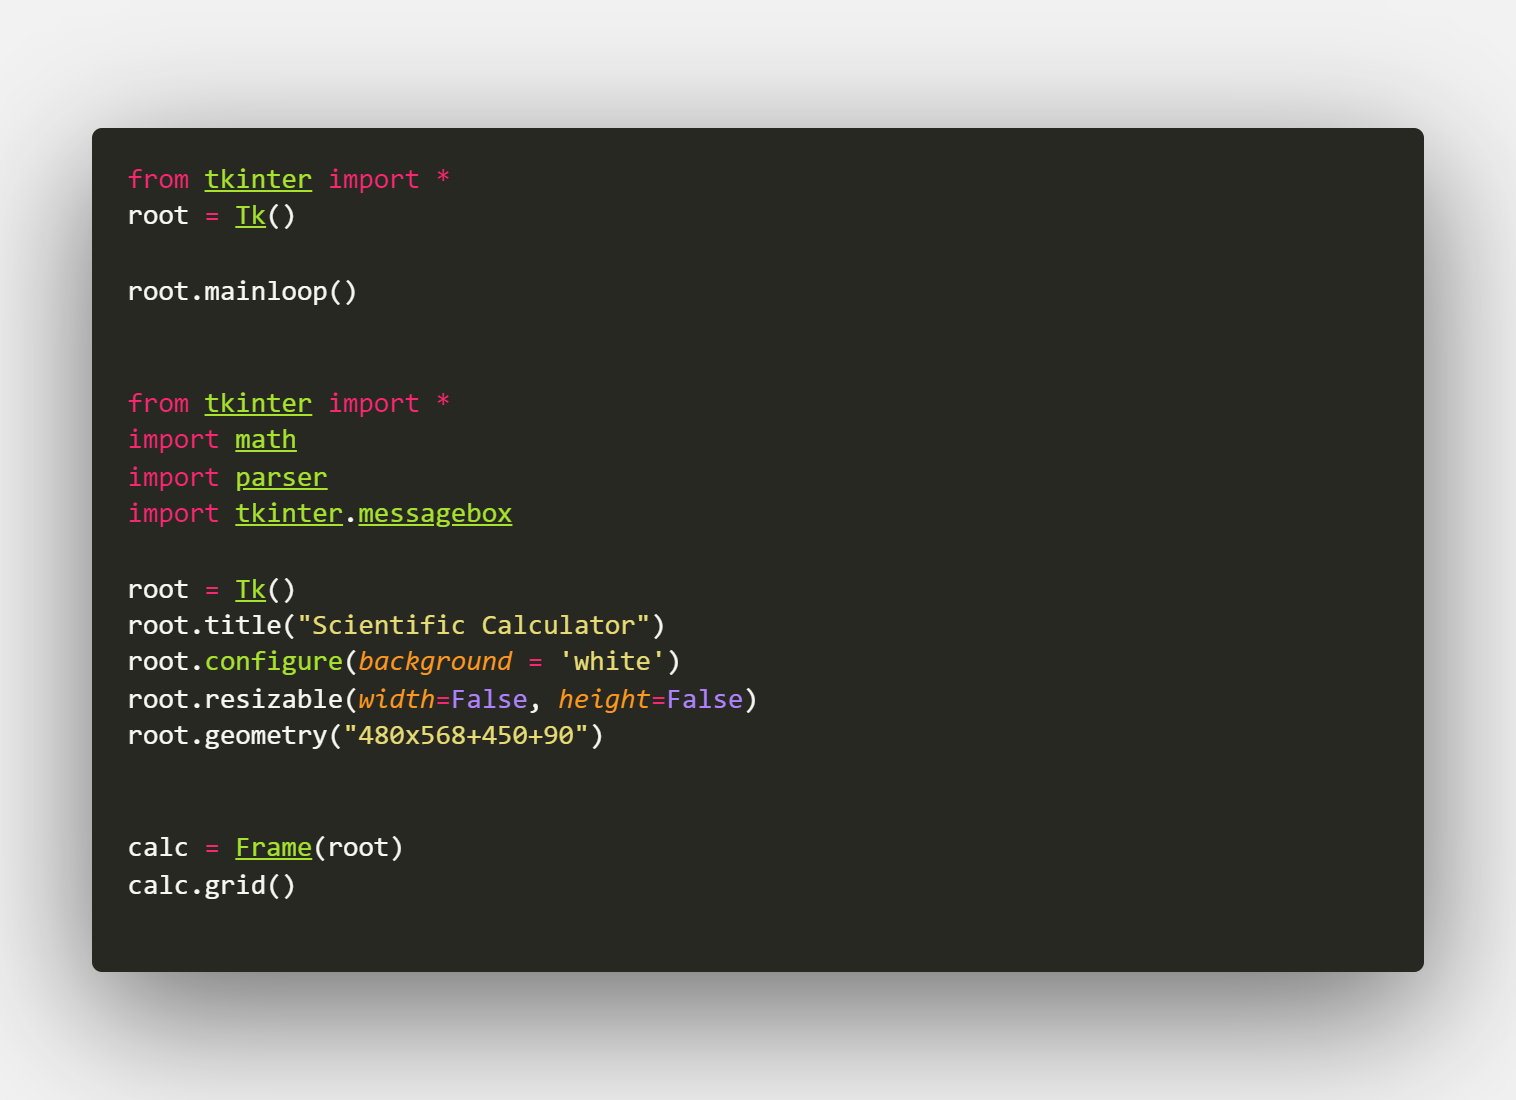 from tkinter import *
root = Tk()
root.mainloop()
from tkinter import *
import math
import parser
import tkinter.messagebox
root = Tk()
root.title("Scientific Calculator")
root.configure(background = 'white')
root.resizable(width=False, height=False)
root.geometry("480x568+450+90")
calc = Frame(root)
calc.grid()